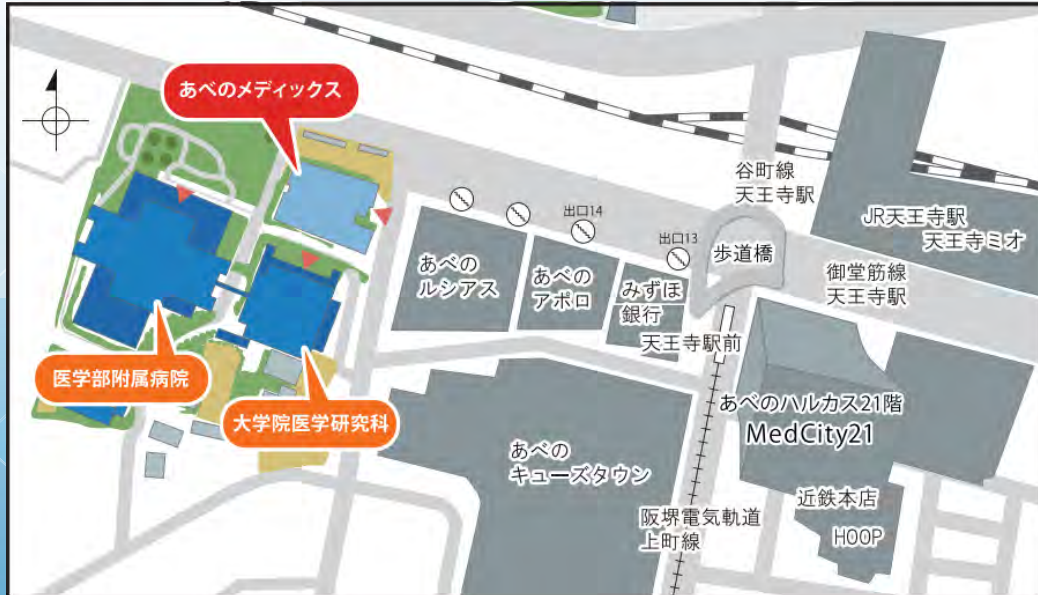 あべのメディックス
谷町線
天王寺駅
JR天王寺駅
天王寺ミオ
出口14
出口13
歩道橋
御堂筋線
天王寺駅
あべの
ルシアス
あべの
アポロ
みずほ
銀行
天王寺駅前
医学部附属病院
大学院医学研究科
あべのハルカス21階
MedCity21
あべの
キューズタウン
近鉄本店
HOOP
阪堺電気軌道
上町線